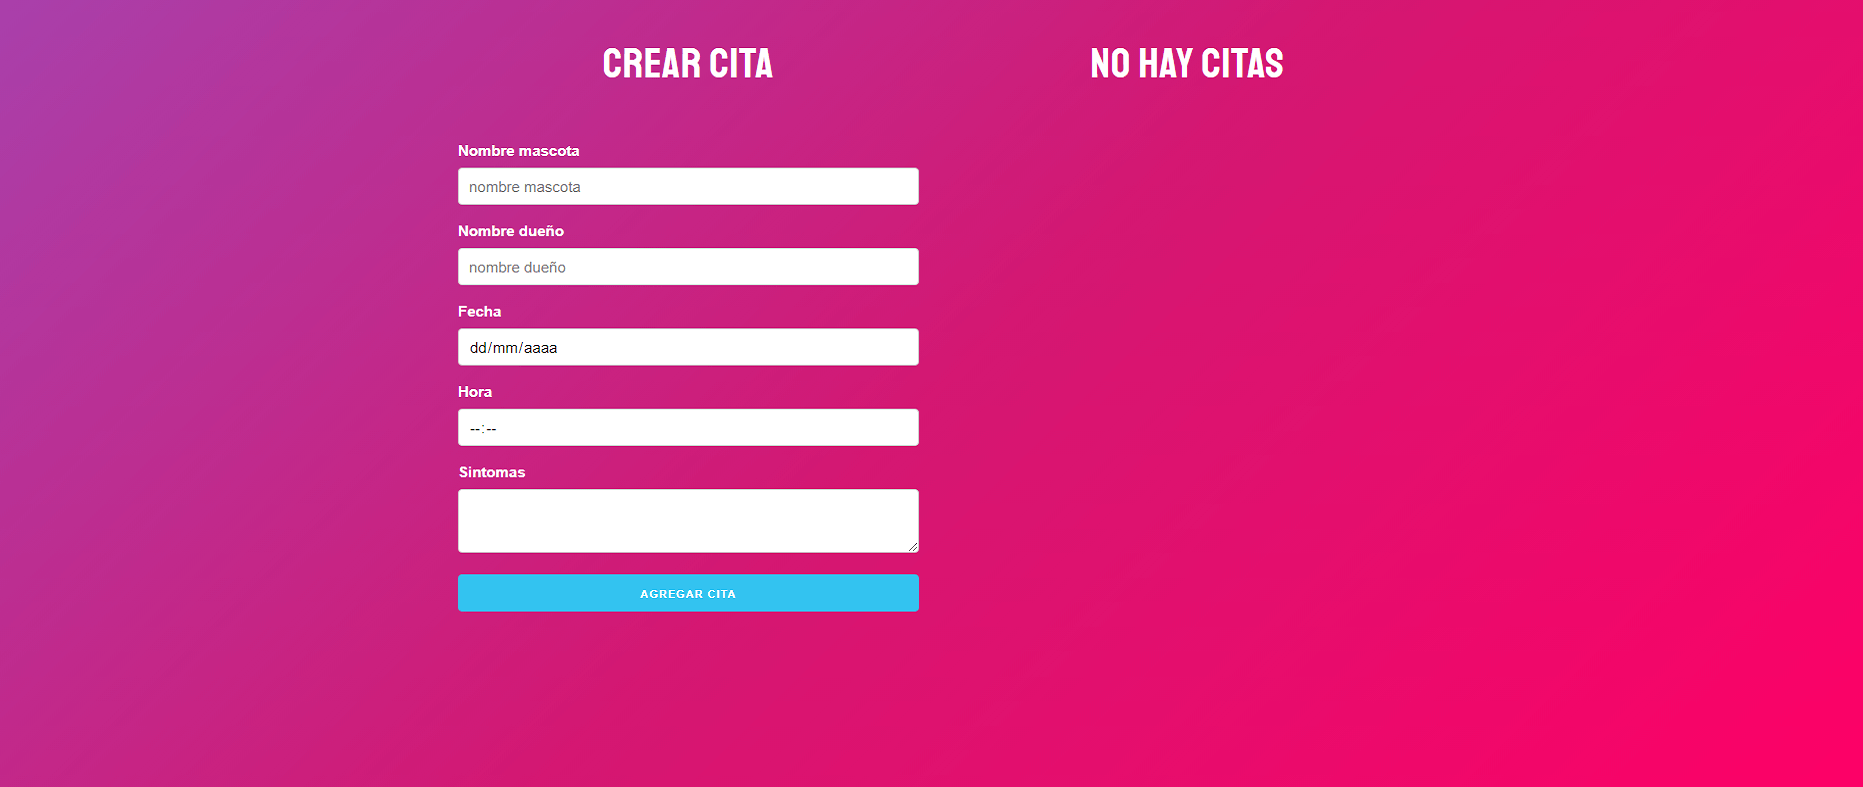 CREAR CITA
NO HAY CITAS
Nombre mascota
nombre mascota
Nombre dueño
nombre dueño
Fecha
dd/mm/aaaa
Hora
--:--
Sintomas
AGREGAR CITA